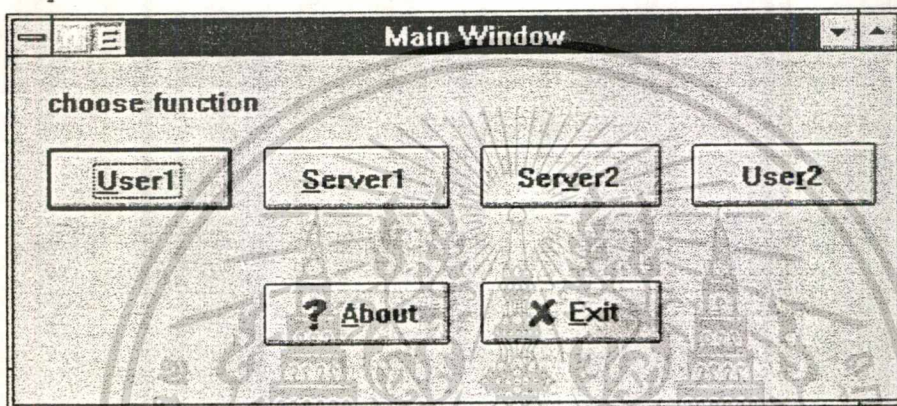 Main Window
choose function
User1 Server1 Server2 User2
? About X Exit